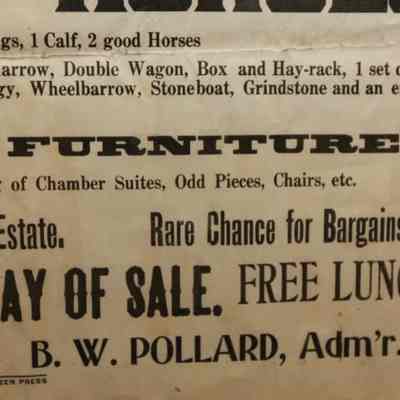 gs, 1 Calf, 2 good Horses
arrow, Double Wagon, Box and Hay-rack, 1 set
gy, Wheelbarrow, Stoneboat, Grindstone and an e
FURNITURE
of Chamber Suites, Odd Pieces, Chairs, etc.
Estate. Rare Chance for Bargains
AY OF SALE. FREE LUNC
B. W. POLLARD, Adm'r.
EEN PRESS